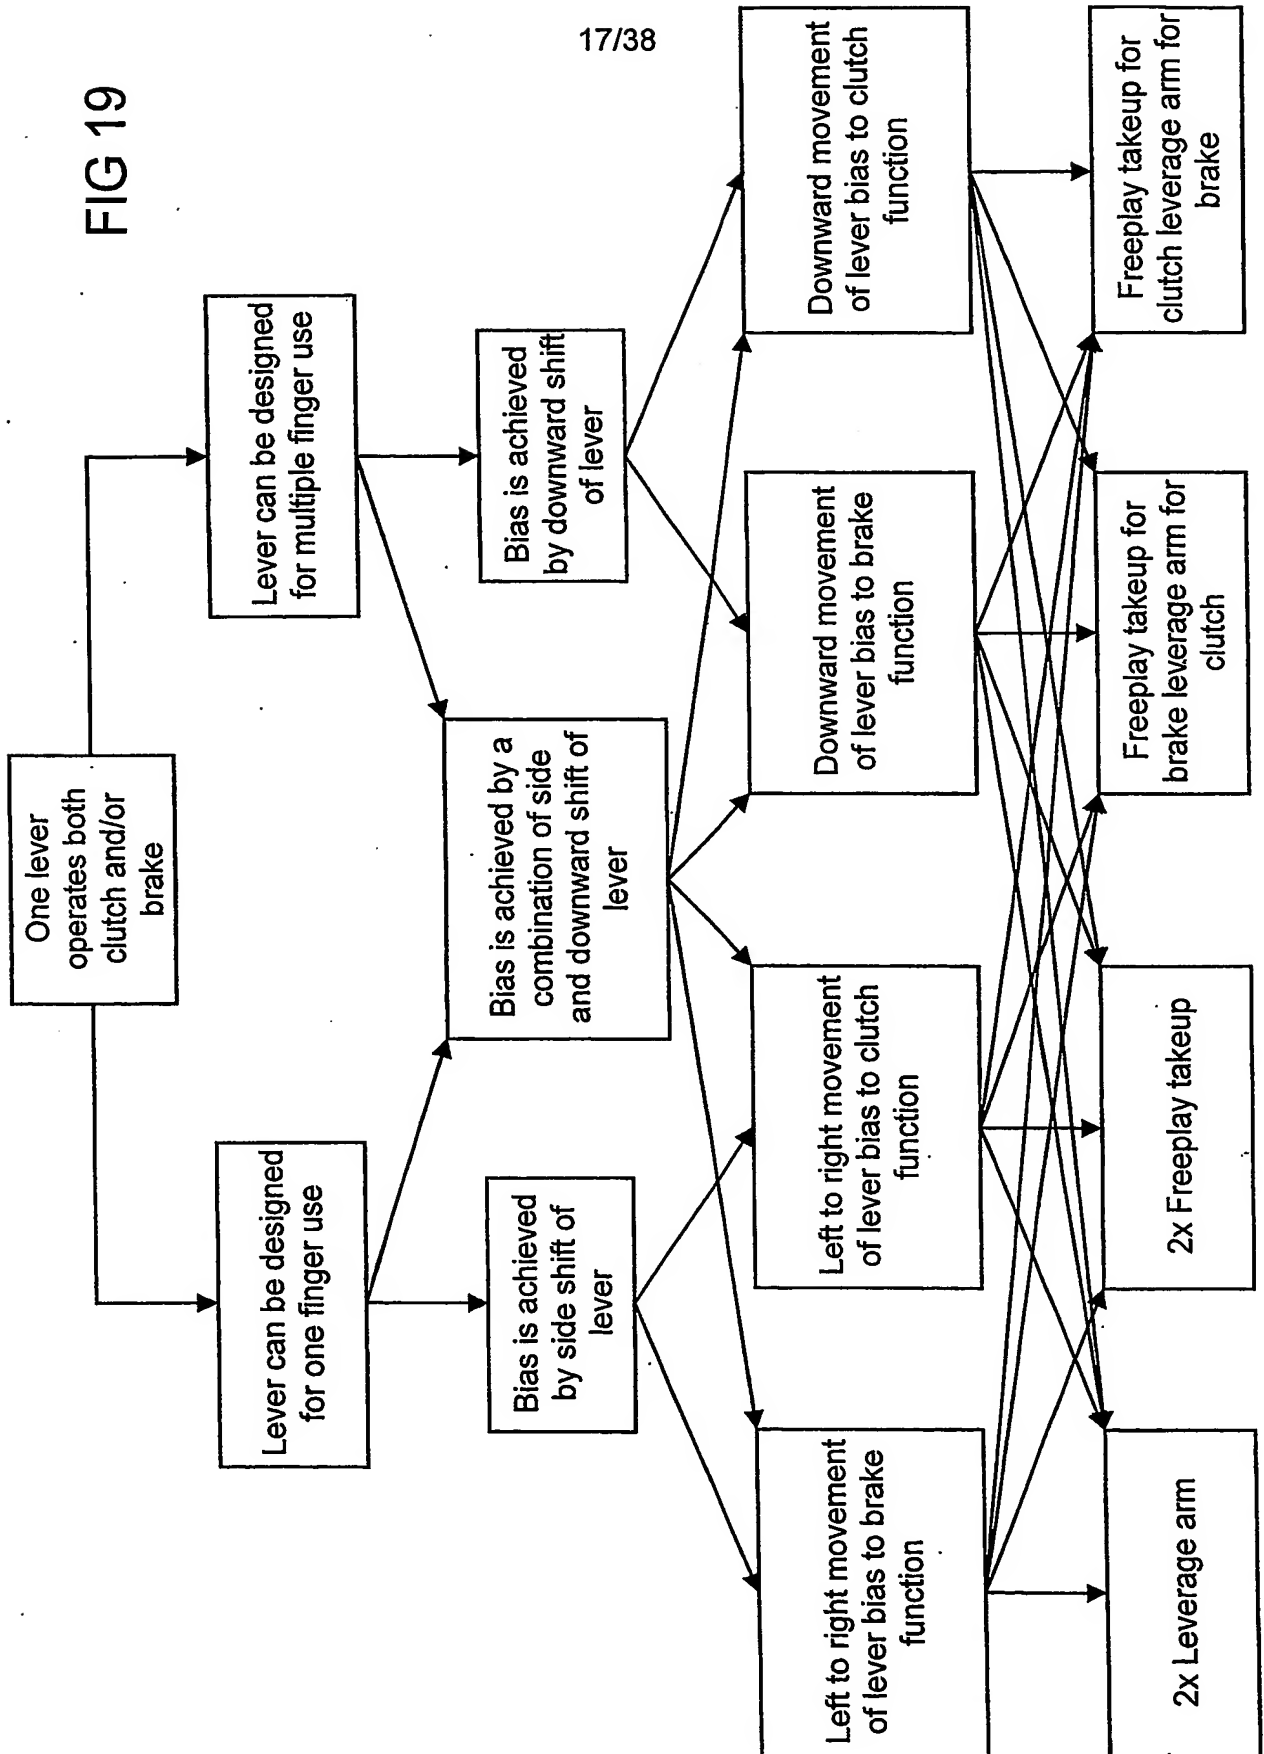 17/38
FIG 19
One lever
operates both
clutch and/or
brake
Lever can be designed
for one finger use
Lever can be designed
for multiple finger use
Bias is achieved
by side shift of
lever
Bias is achieved by a
combination of side
and downward shift of
lever
Bias is achieved
by downward shift
of lever
Left to right movement
of lever bias to brake
function
Left to right movement
of lever bias to clutch
function
Downward movement
of lever bias to brake
function
Downward movement
of lever bias to clutch
function
2x Leverage arm
2x Freeplay takeup
Freeplay takeup for
brake leverage arm for
clutch
Freeplay takeup for
clutch leverage arm for
brake